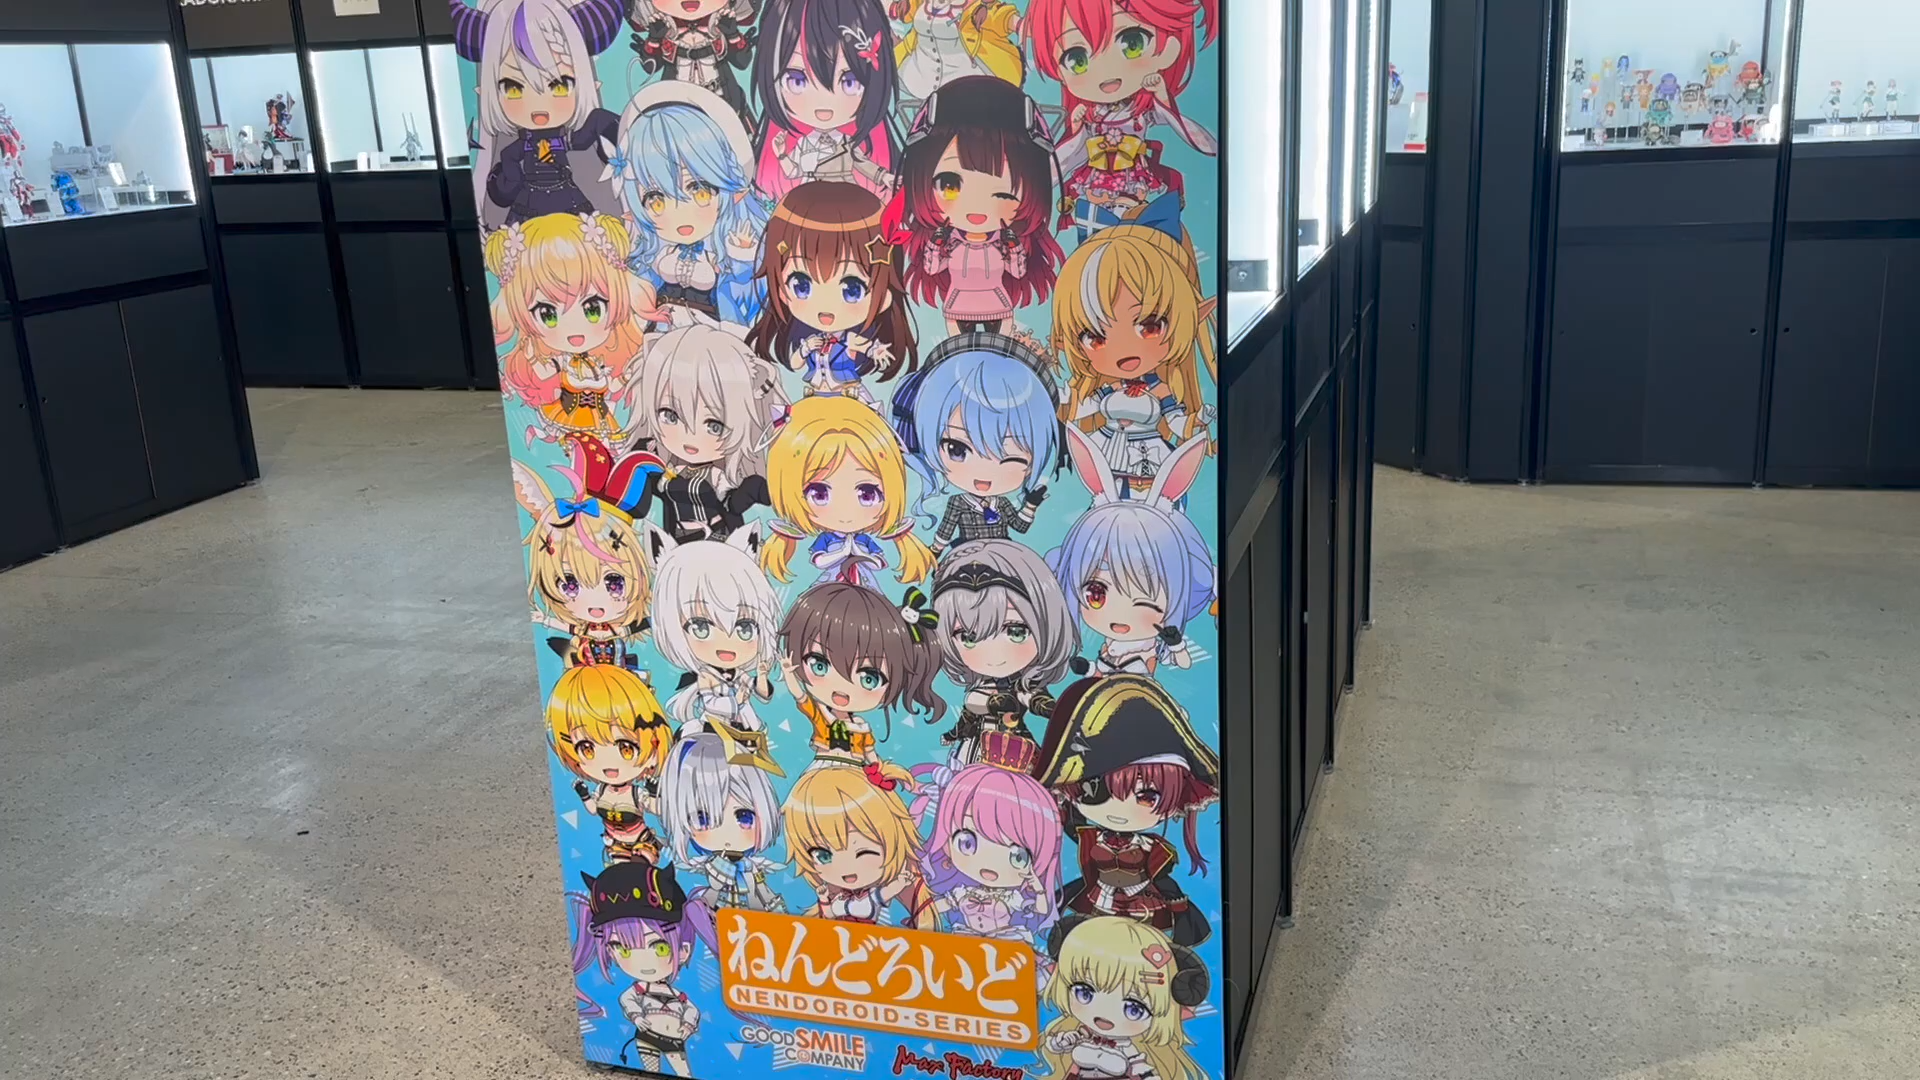 ねんどろいど
NENDOROID·SERIES
GOOD SMILE
COMPANY
Max Factory